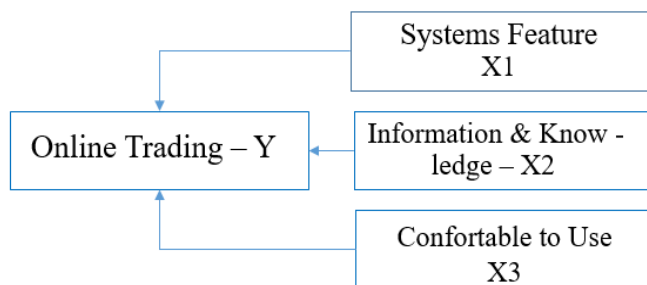 Systems Feature
X1
Online Trading – Y
Information & Know -
ledge – X2
Confortable to Use
X3